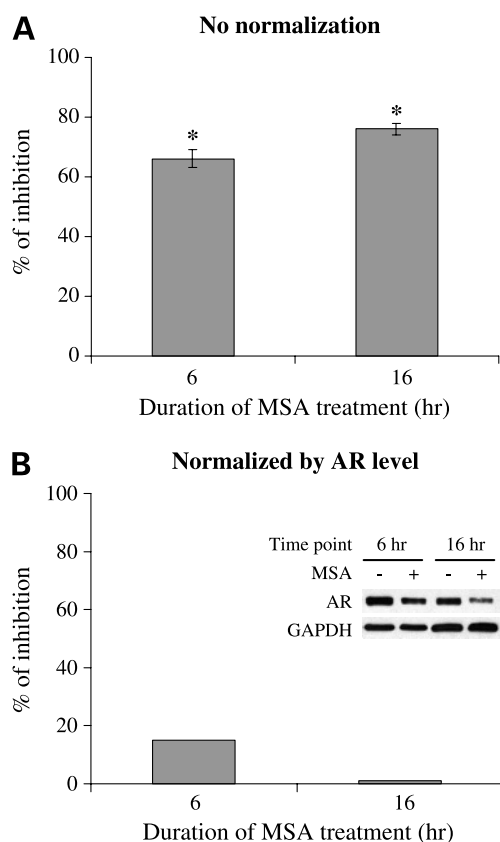 A
No normalization
100
80
60
40
20
0
% of inhibition
*
*
6
16
Duration of MSA treatment (hr)
B
Normalized by AR level
100
80
60
40
20
0
% of inhibition
Time point 6 hr 16 hr
MSA - + - +
AR
GAPDH
6
16
Duration of MSA treatment (hr)